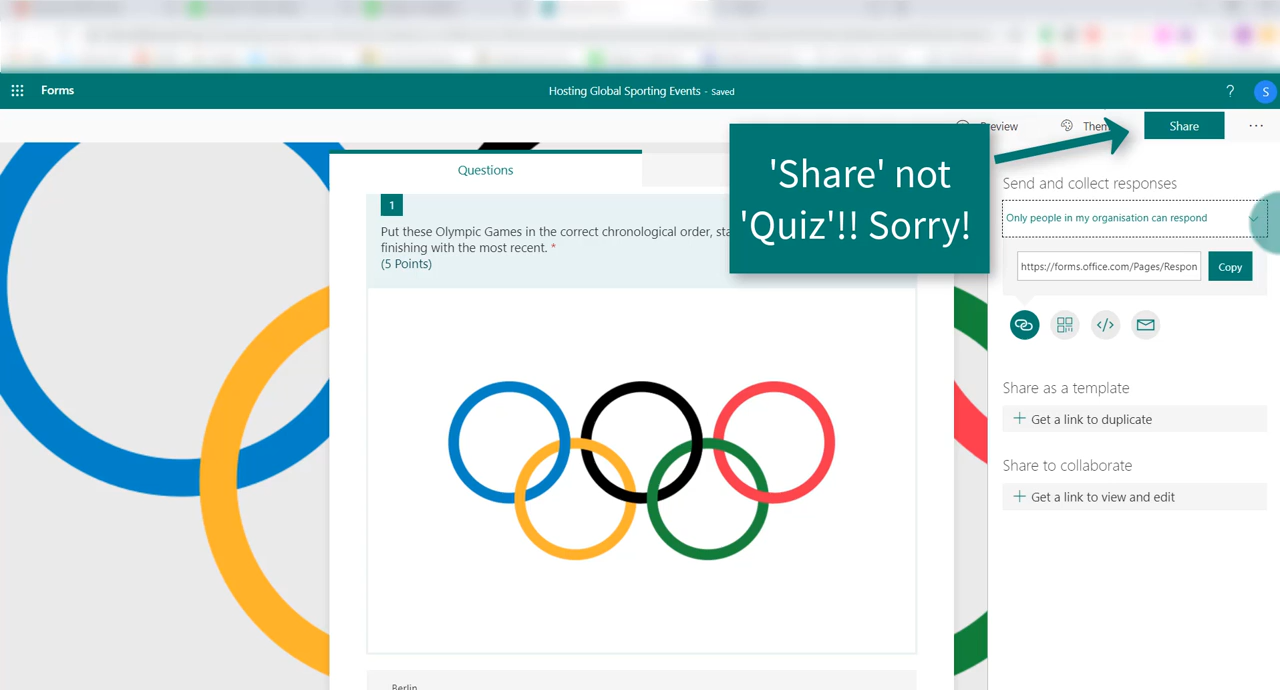 Forms
Hosting Global Sporting Events - Saved
?
S
Preview
Share
...
Questions
'Share' not
'Quiz'!! Sorry!
1
Put these Olympic Games in the correct chronological order,
finishing with the most recent. *
(5 Points)
Berlin
Send and collect responses
Only people in my organisation can respond
https://forms.office.com/Pages/Respon
Copy
Share as a template
+ Get a link to duplicate
Share to collaborate
+ Get a link to view and edit